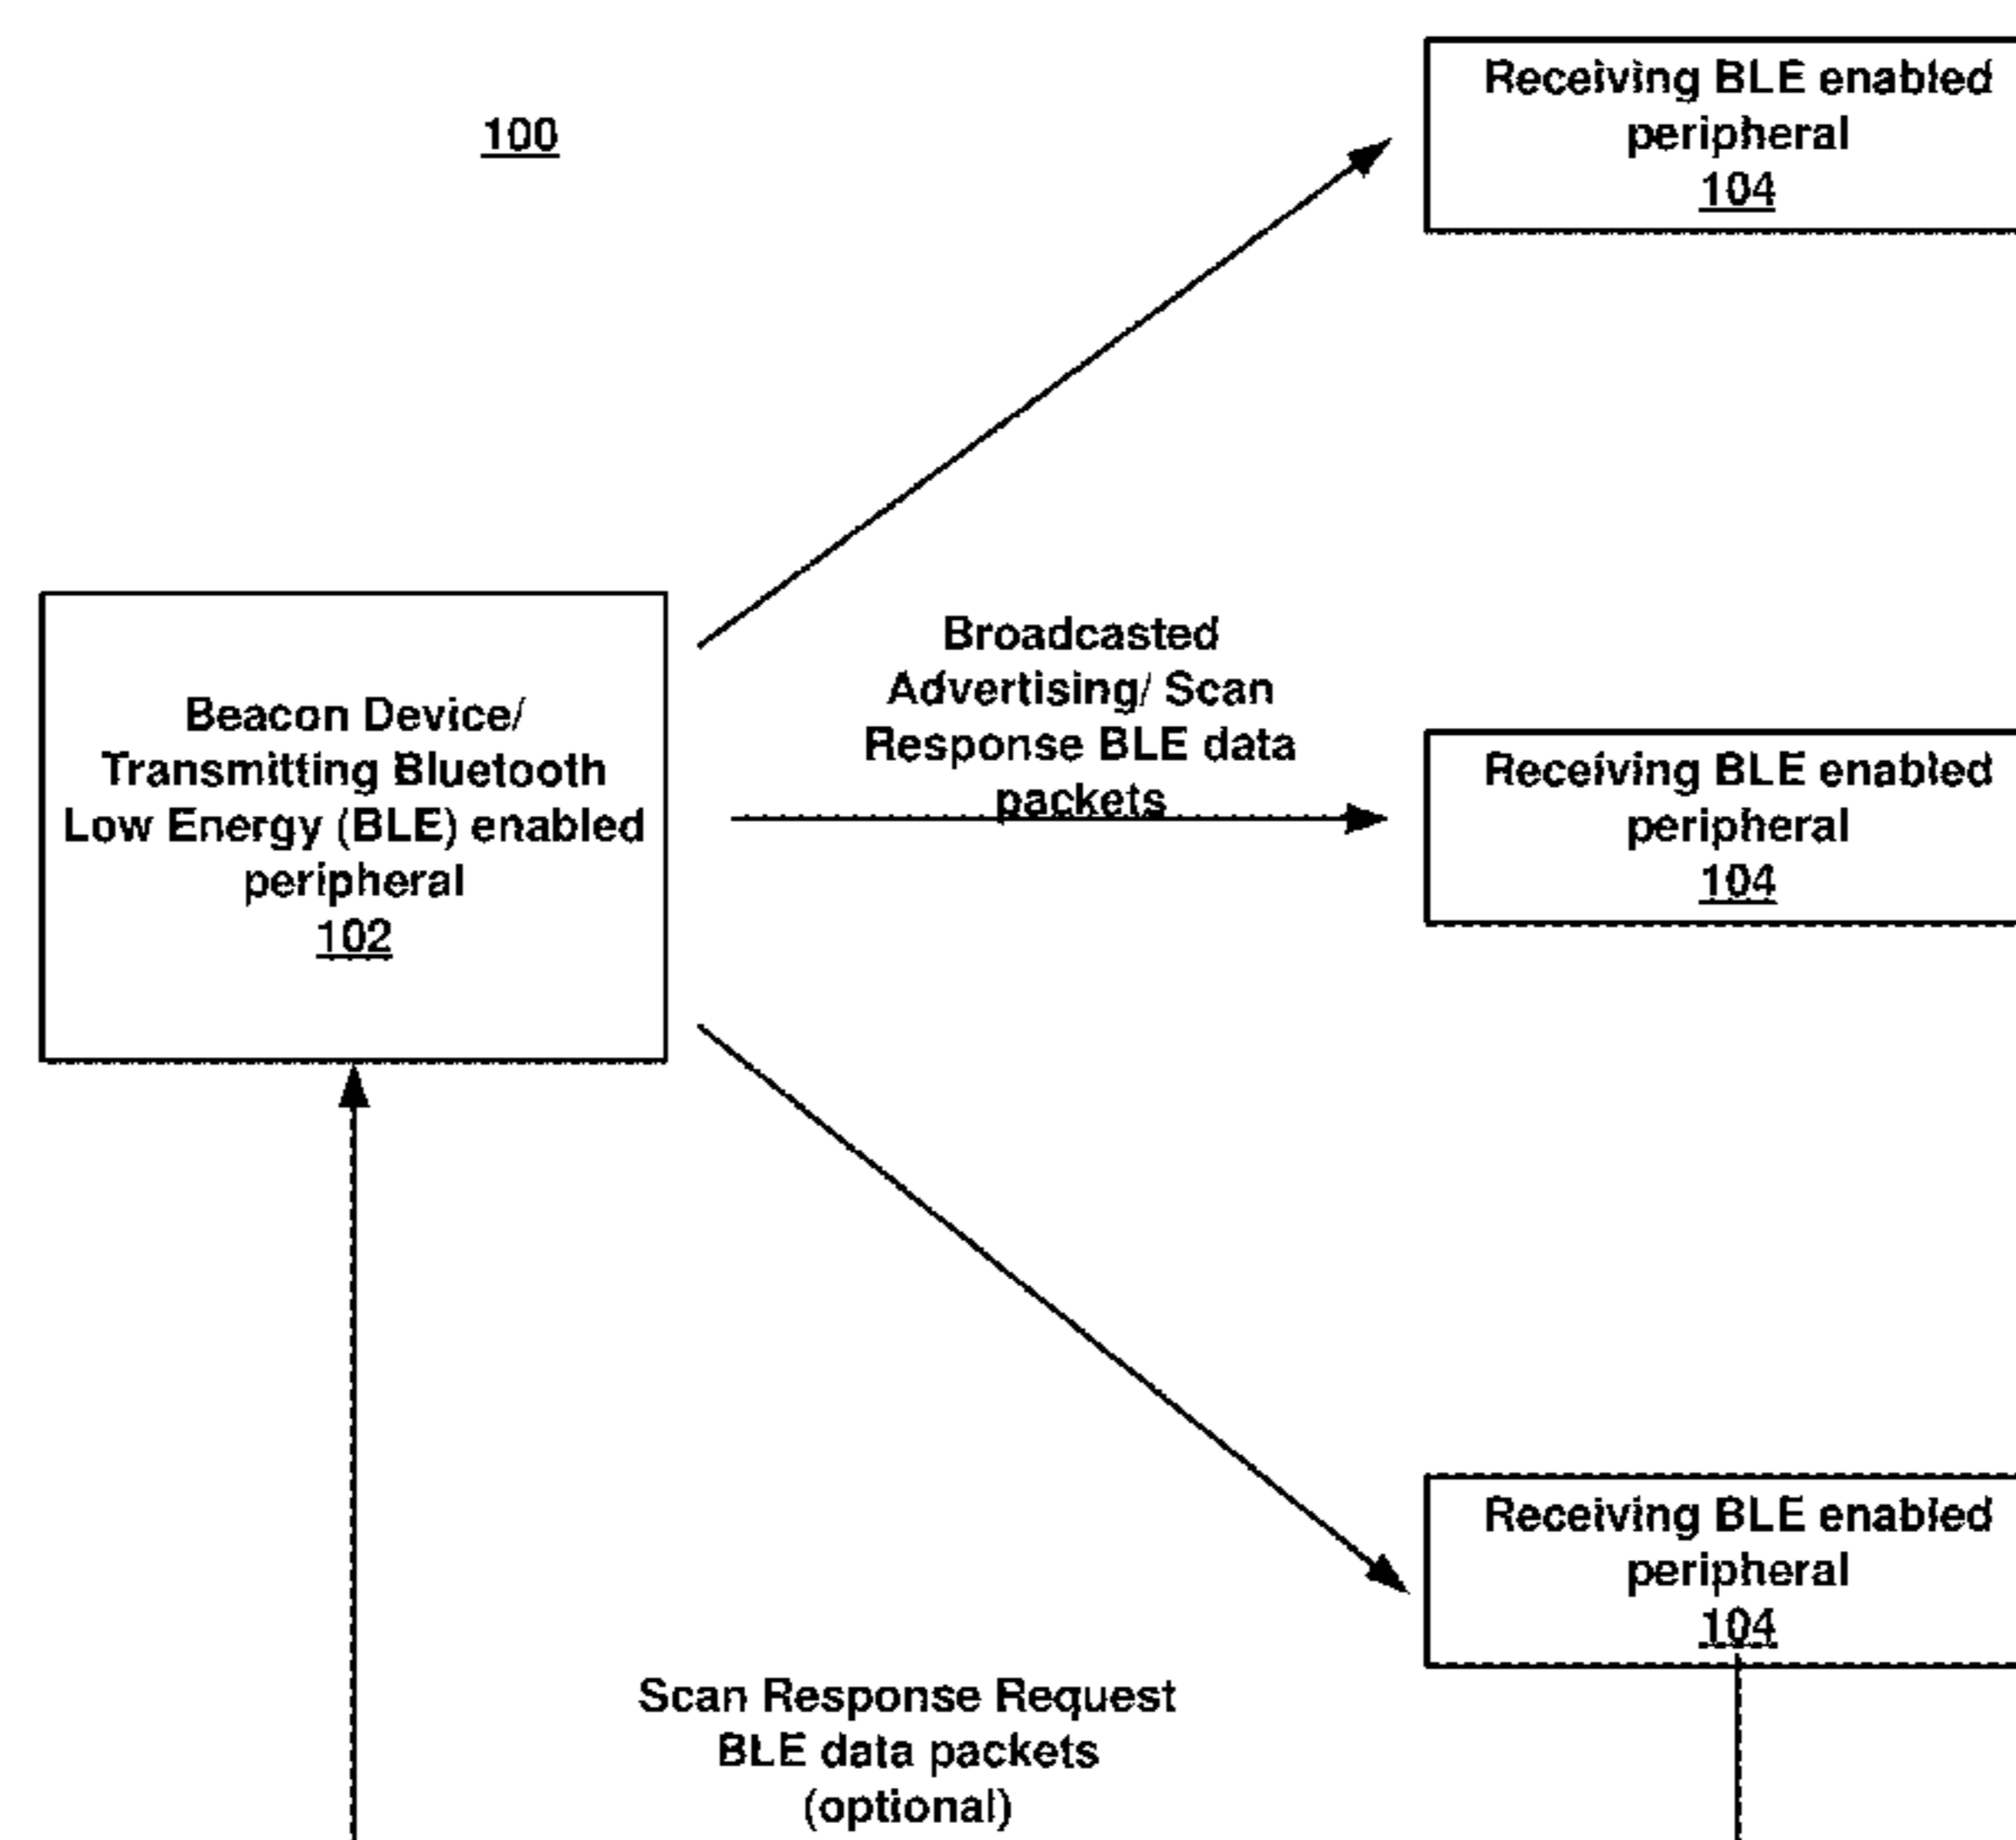 100
Receiving BLE enabled
peripheral
104
Broadcasted
Advertising/ Scan
Response BLE data
packets
Beacon Device/
Transmitting Bluetooth
Low Energy (BLE) enabled
peripheral
102
Receiving BLE enabled
peripheral
104
Receiving BLE enabled
peripheral
104
Scan Response Request
BLE data packets
(optional)